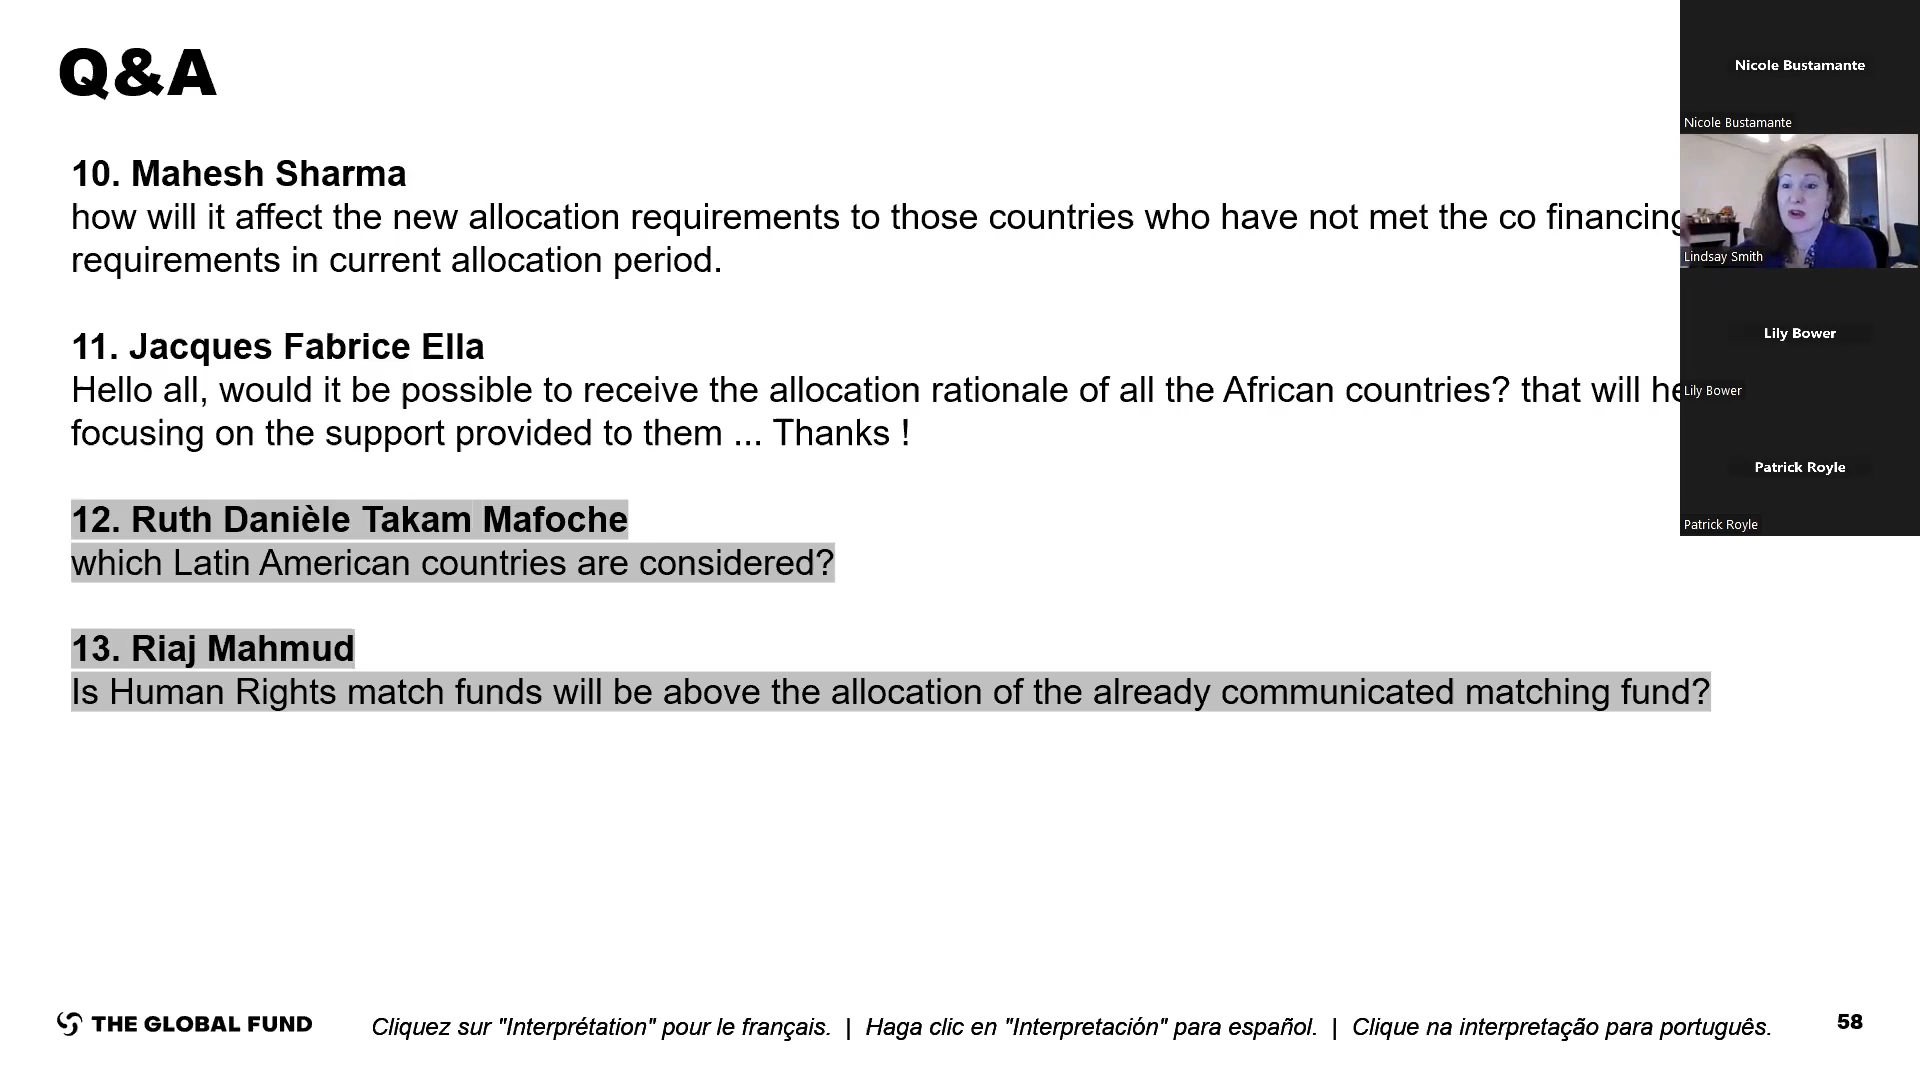 Q&A
10. Mahesh Sharma
how will it affect the new allocation requirements to those countries who have not met the co financing
requirements in current allocation period.
11. Jacques Fabrice Ella
Hello all, would it be possible to receive the allocation rationale of all the African countries? that will
focusing on the support provided to them ... Thanks !
12. Ruth Danièle Takam Mafoche
which Latin American countries are considered?
13. Riaj Mahmud
Is Human Rights match funds will be above the allocation of the already communicated matching fund?
Nicole Bustamante
Nicole Bustamante
Lindsay Smith
Lily Bower
Lily Bower
Patrick Royle
Patrick Royle
THE GLOBAL FUND
Cliquez sur "Interprétation" pour le français. | Haga clic en "Interpretación" para español. | Clique na interpretação para português.
58